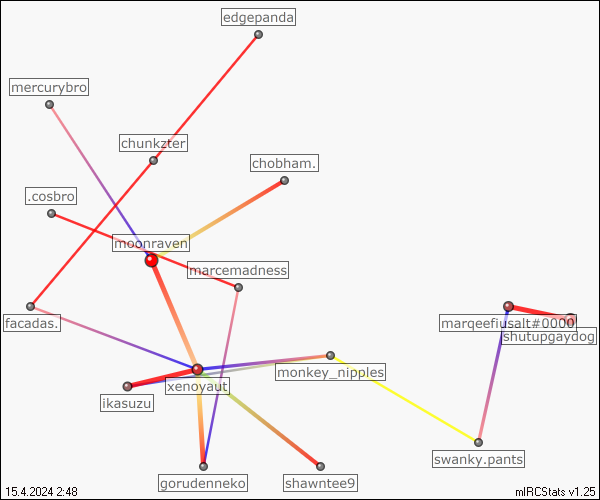 edgepanda
mercurybro
chunkzter
chobham.
.cosbro
moonraven
marcemadness
facadas.
marqeefiusalt#0000
shutupgaydog
monkey_nipples
xenoyaut
ikasuzu
swanky.pants
gorudenneko
shawntee9
15.4.2024 2:48
mIRCStats v1.25